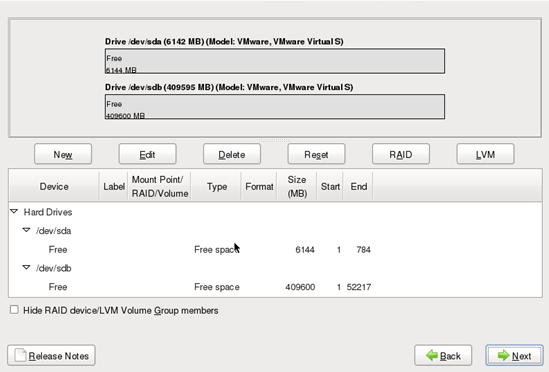 Drive /dev/sda (6142 MB) (Model: VMware, VMware Virtual S)
Free
6144 MB
Drive /dev/sdb (409595 MB) (Model: VMware, VMware Virtual S)
Free
409600 MB
New Edit Delete Reset RAID LVM
Device Label Mount Point/ RAID/Volume Type Format Size (MB) Start End
Hard Drives
/dev/sda
Free Free space 6144 1 784
/dev/sdb
Free Free space 409600 1 52217
Hide RAID device/LVM Volume Group members
Release Notes Back Next